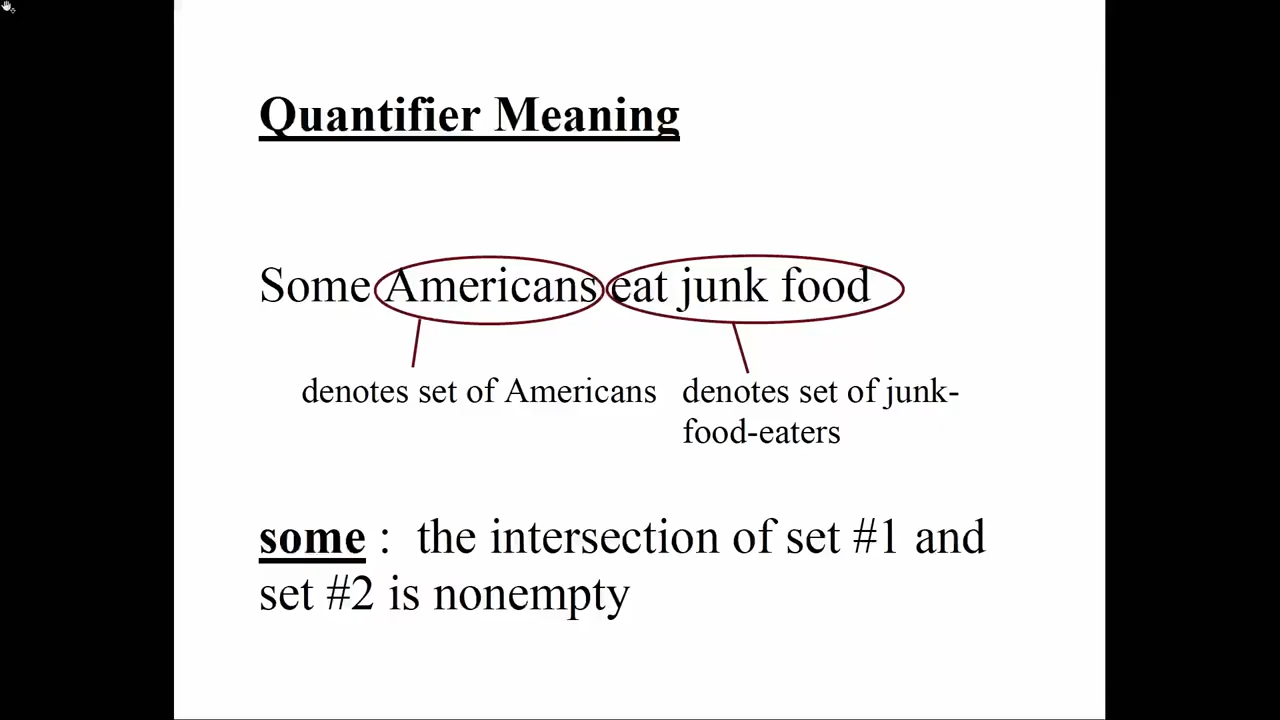 Quantifier Meaning
Some Americans eat junk food
denotes set of Americans
denotes set of junk-
food-eaters
some : the intersection of set #1 and
set #2 is nonempty